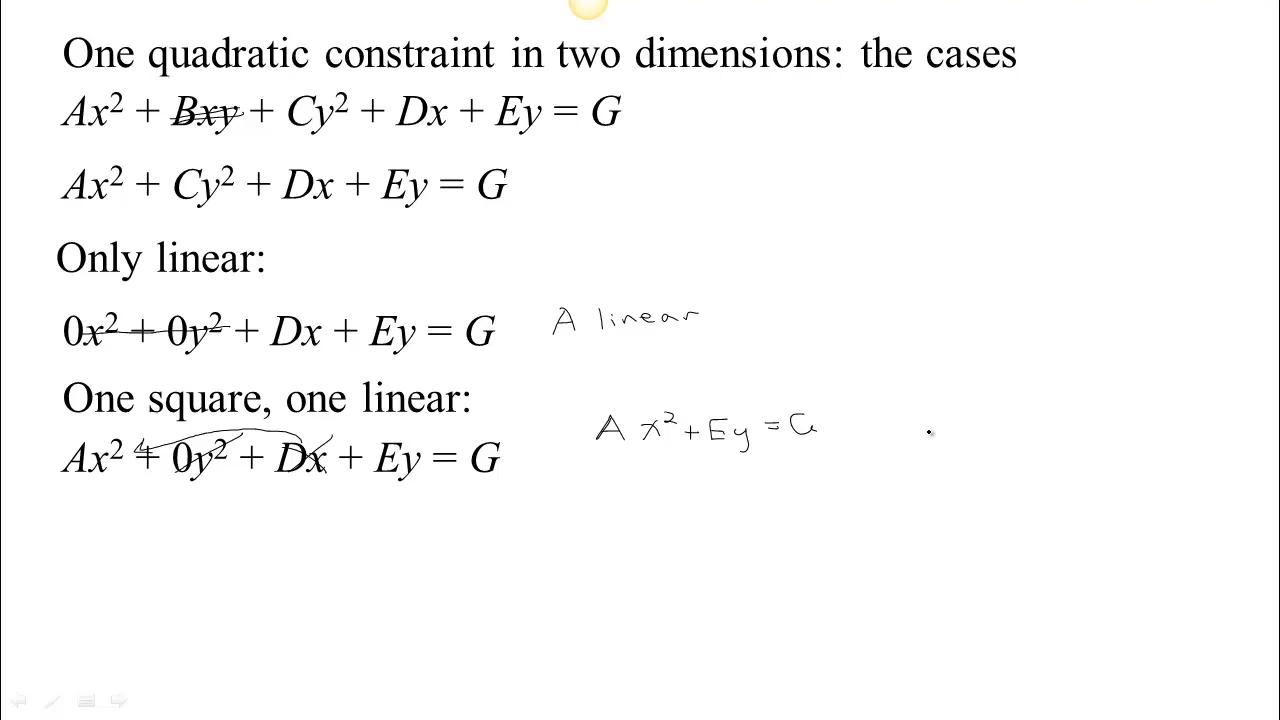 One quadratic constraint in two dimensions: the cases
Ax² + Bxy + Cy² + Dx + Ey = G
Ax² + Cy² + Dx + Ey = G
Only linear:
0x² + 0y² + Dx + Ey = G
A linear
One square, one linear:
Ax² + 0y² + Dx + Ey = G
A x² + Ey = G